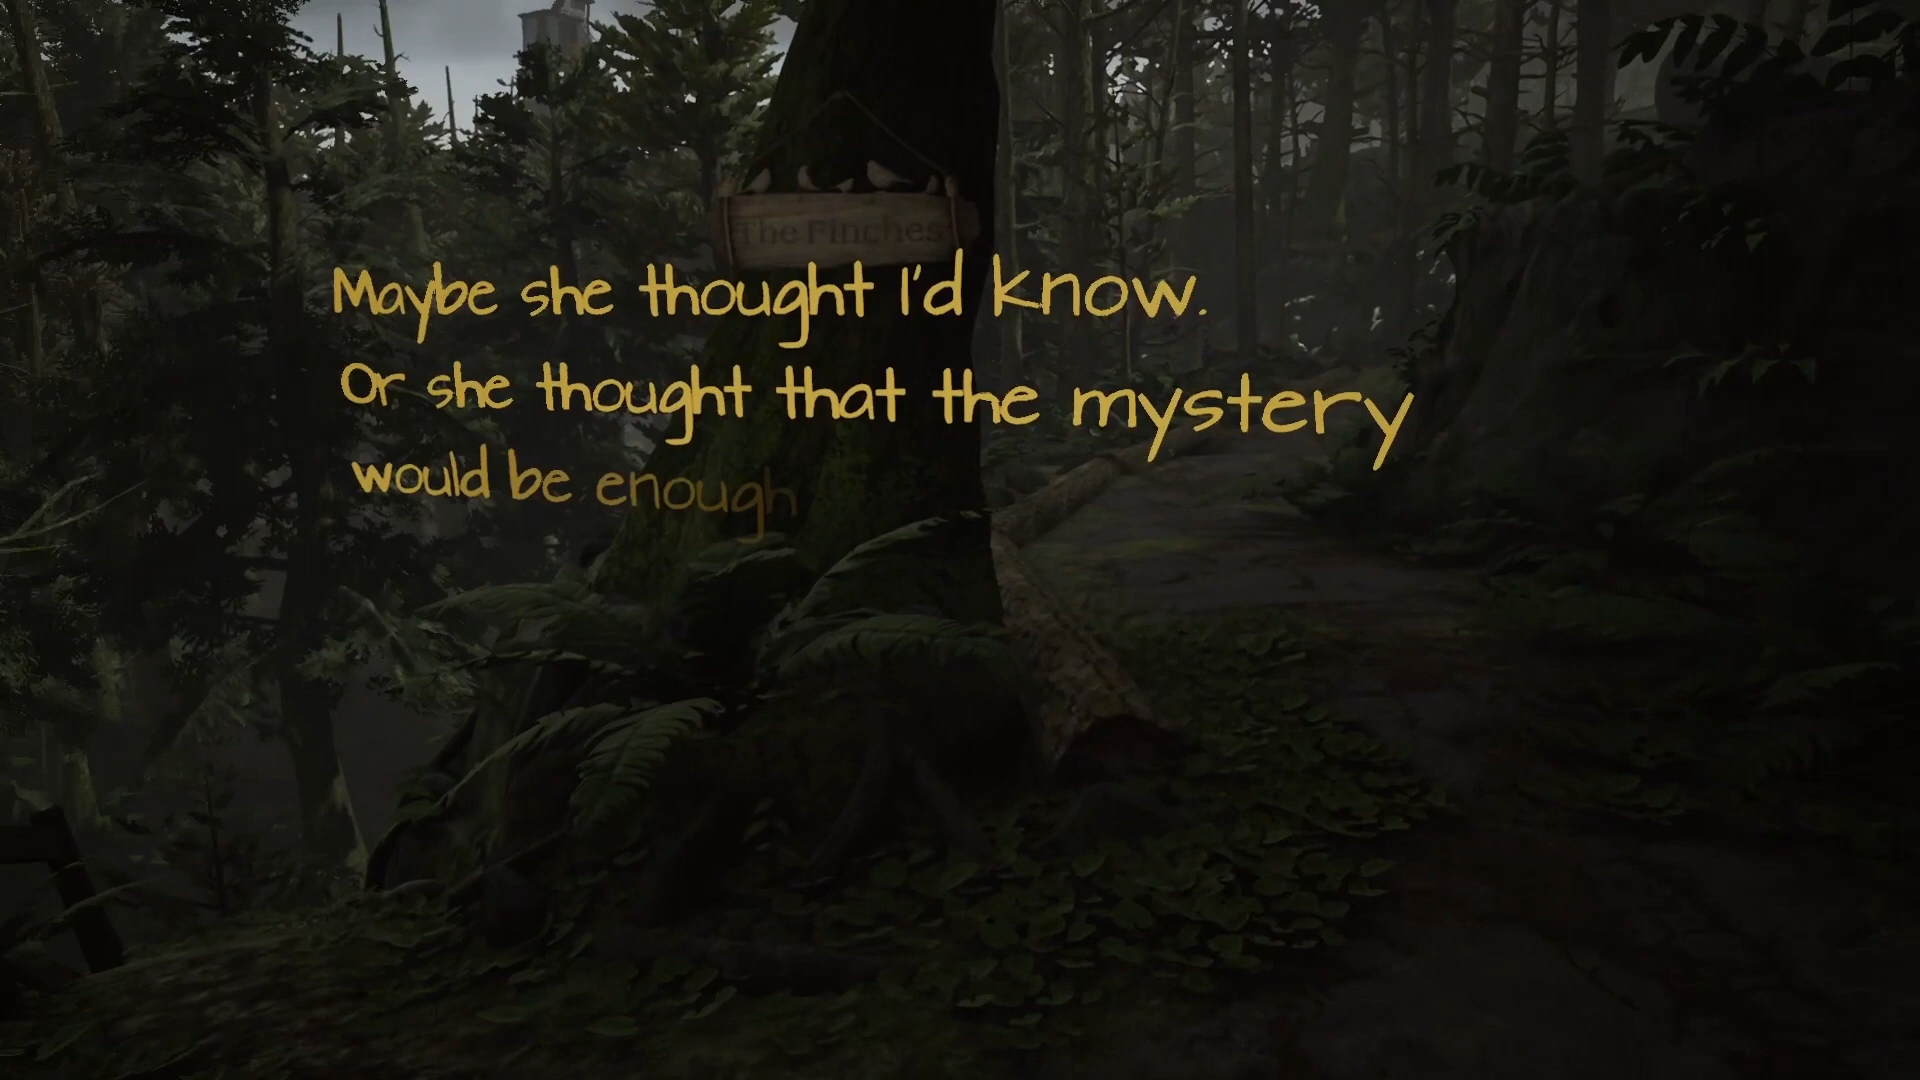 The Finches
Maybe she thought I'd know.
Or she thought that the mystery
would be enough